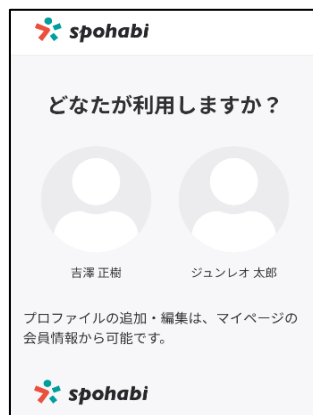 spohabi
どなたが利用しますか？
吉澤 正樹 ジュンレオ 太郎
プロファイルの追加・編集は、マイページの
会員情報から可能です。
spohabi